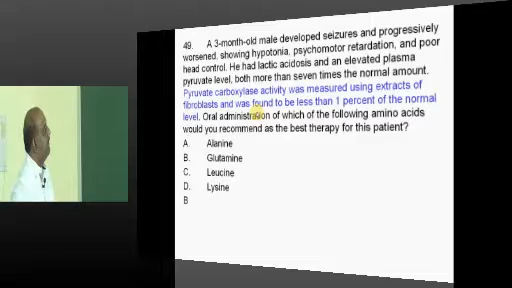 49. A 3-month-old male developed seizures and progressively
worsened, showing hypotonia, psychomotor retardation, and poor
head control. He had lactic acidosis and an elevated plasma
pyruvate level, both more than seven times the normal amount.
Pyruvate carboxylase activity was measured using extracts of
fibroblasts and was found to be less than 1 percent of the normal
level. Oral administration of which of the following amino acids
would you recommend as the best therapy for this patient?
A. Alanine
B. Glutamine
C. Leucine
D. Lysine
B